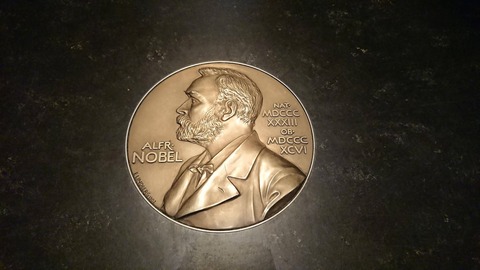 ALFR.
NOBEL
NAT.
MDCCC
XXXIII
OB.
MDCCC
XCVI